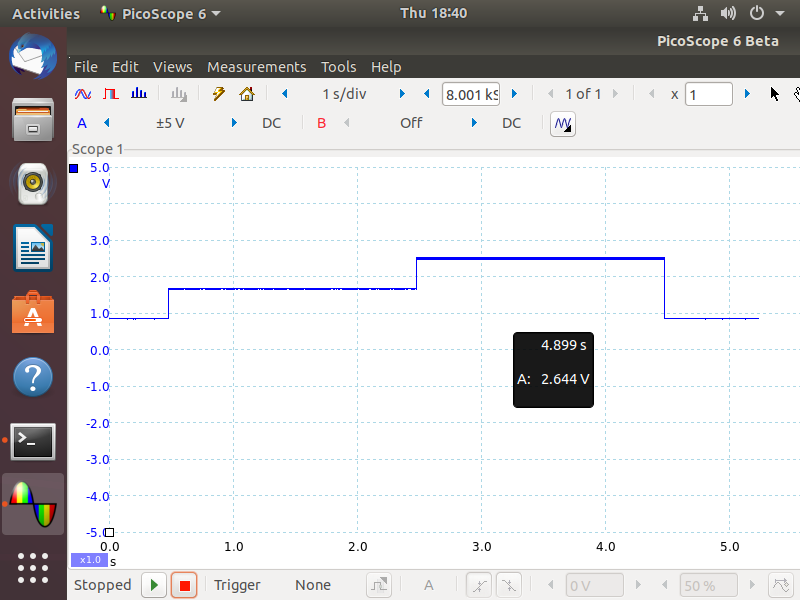 Activities PicoScope 6 Thu 18:40
PicoScope 6 Beta
File Edit Views Measurements Tools Help
1 s/div 8.001 kS 1 of 1 x 1
A ±5 V DC B Off DC
Scope 1
5.0
V
3.0
2.0
1.0
0.0
-1.0
-2.0
-3.0
-4.0
-5.0
4.899 s
A: 2.644 V
0.0 1.0 2.0 3.0 4.0 5.0
x1.0 s
Stopped Trigger None A 0 V 50 %